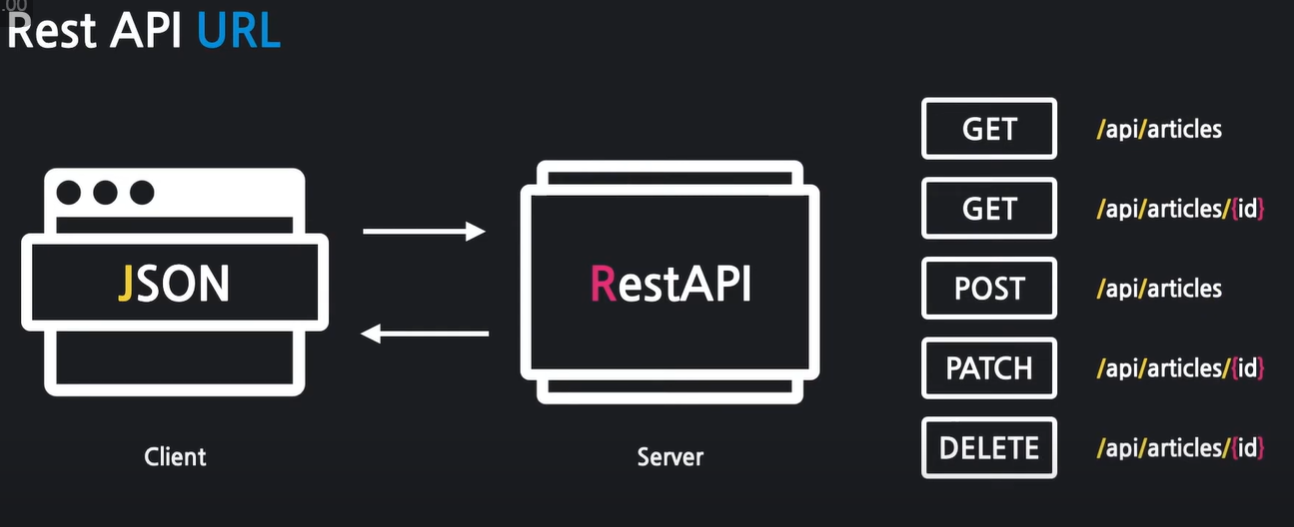 .00
Rest API URL
JSON
Client
RestAPI
Server
GET /api/articles
GET /api/articles/{id}
POST /api/articles
PATCH /api/articles/{id}
DELETE /api/articles/{id}